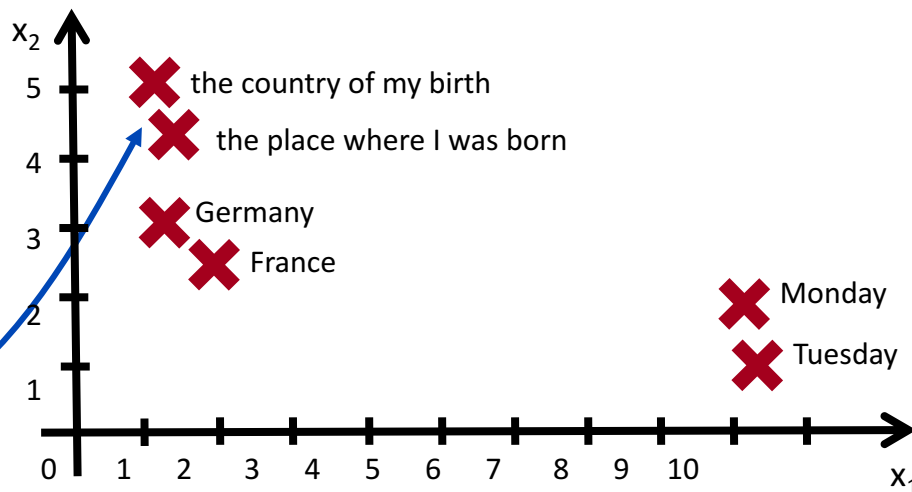 x₂
5
the country of my birth
the place where I was born
4
Germany
3
France
Monday
2
Tuesday
1
0 1 2 3 4 5 6 7 8 9 10
x₁